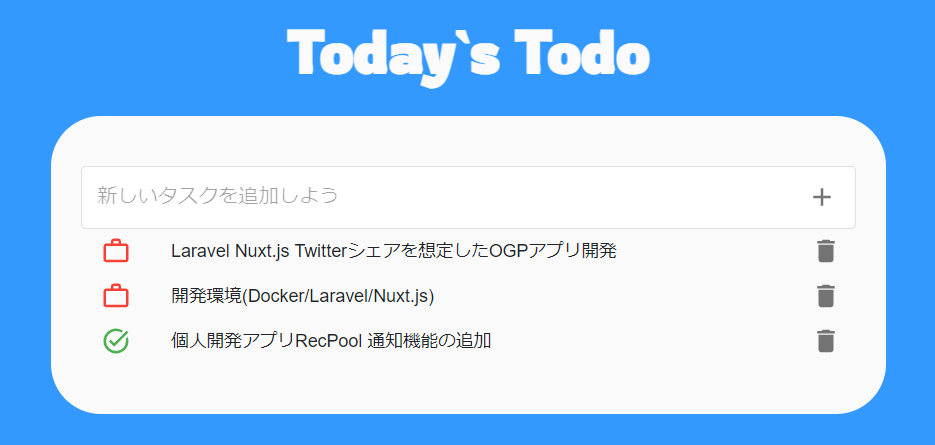 Today`s Todo
新しいタスクを追加しよう
Laravel Nuxt.js Twitterシェアを想定したOGPアプリ開発
開発環境(Docker/Laravel/Nuxt.js)
個人開発アプリRecPool 通知機能の追加